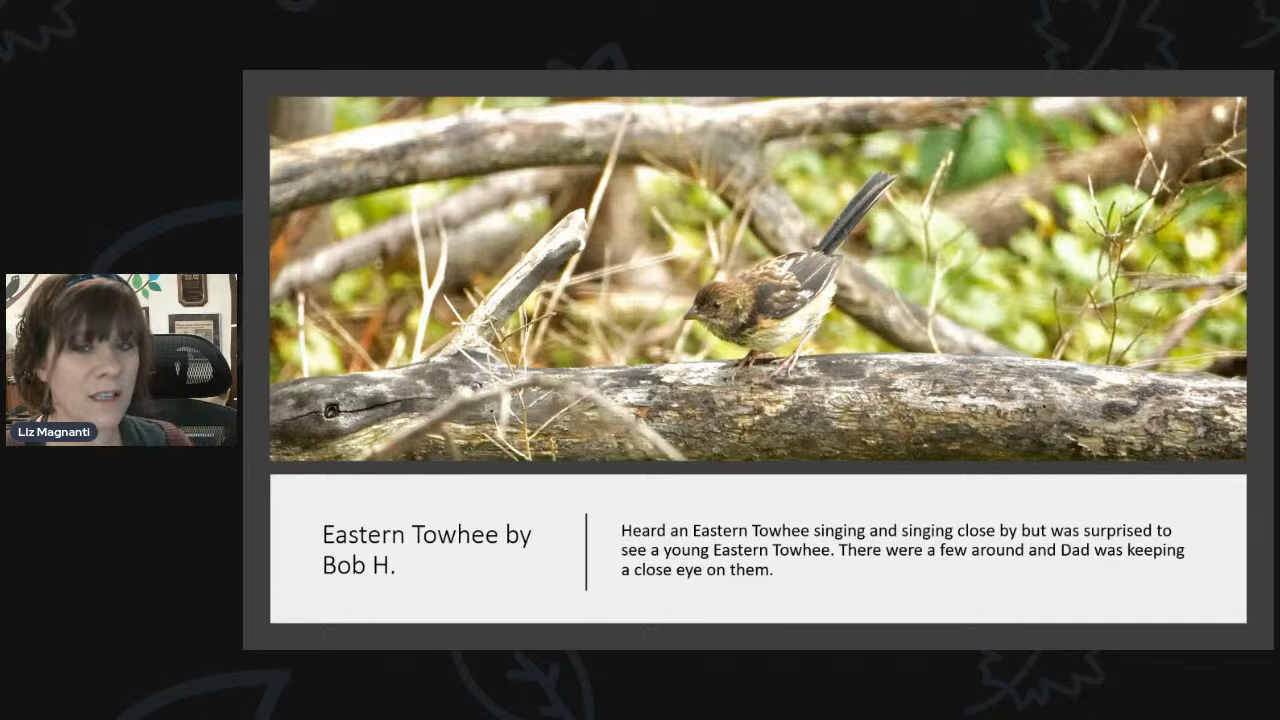 Liz Magnanti
Eastern Towhee by
Bob H.
Heard an Eastern Towhee singing and singing close by but was surprised to
see a young Eastern Towhee. There were a few around and Dad was keeping
a close eye on them.